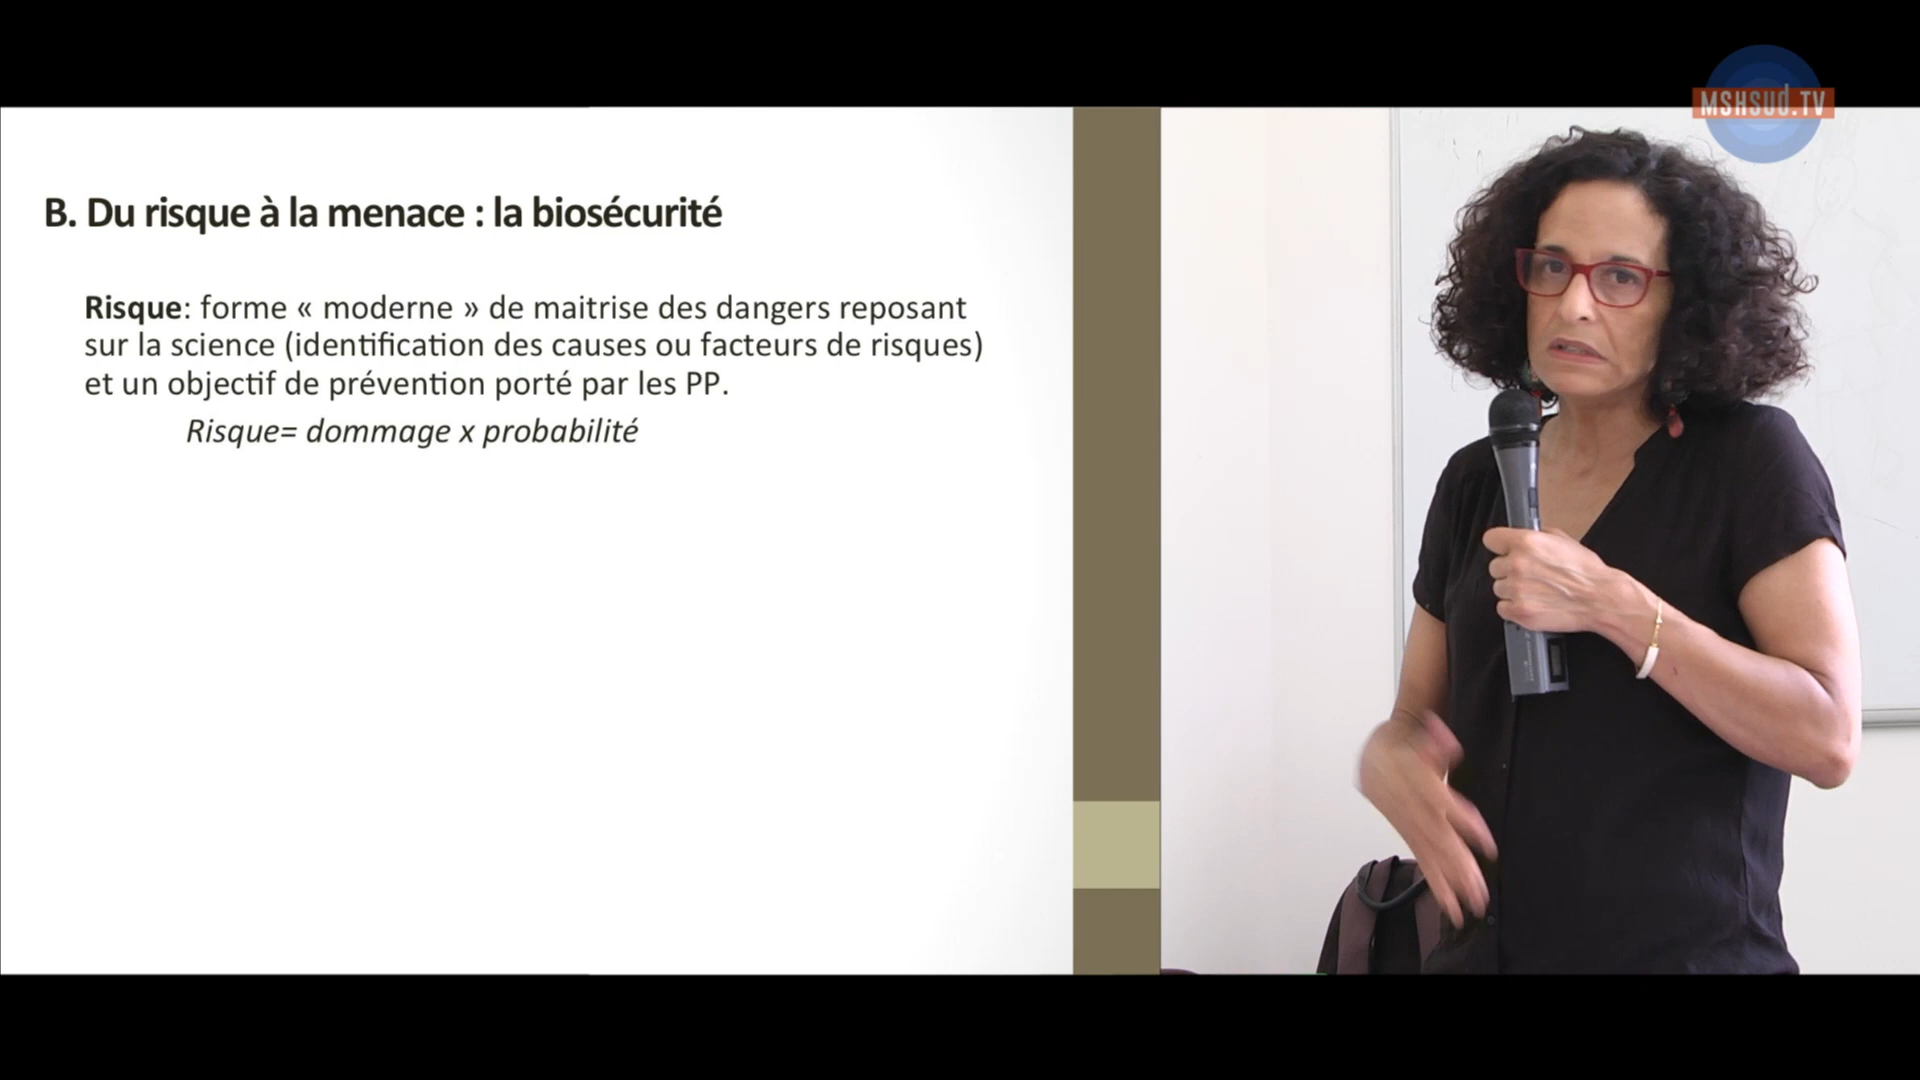 MSHSUD.TV
B. Du risque à la menace : la biosécurité
Risque: forme « moderne » de maitrise des dangers reposant
sur la science (identification des causes ou facteurs de risques)
et un objectif de prévention porté par les PP.
Risque= dommage x probabilité